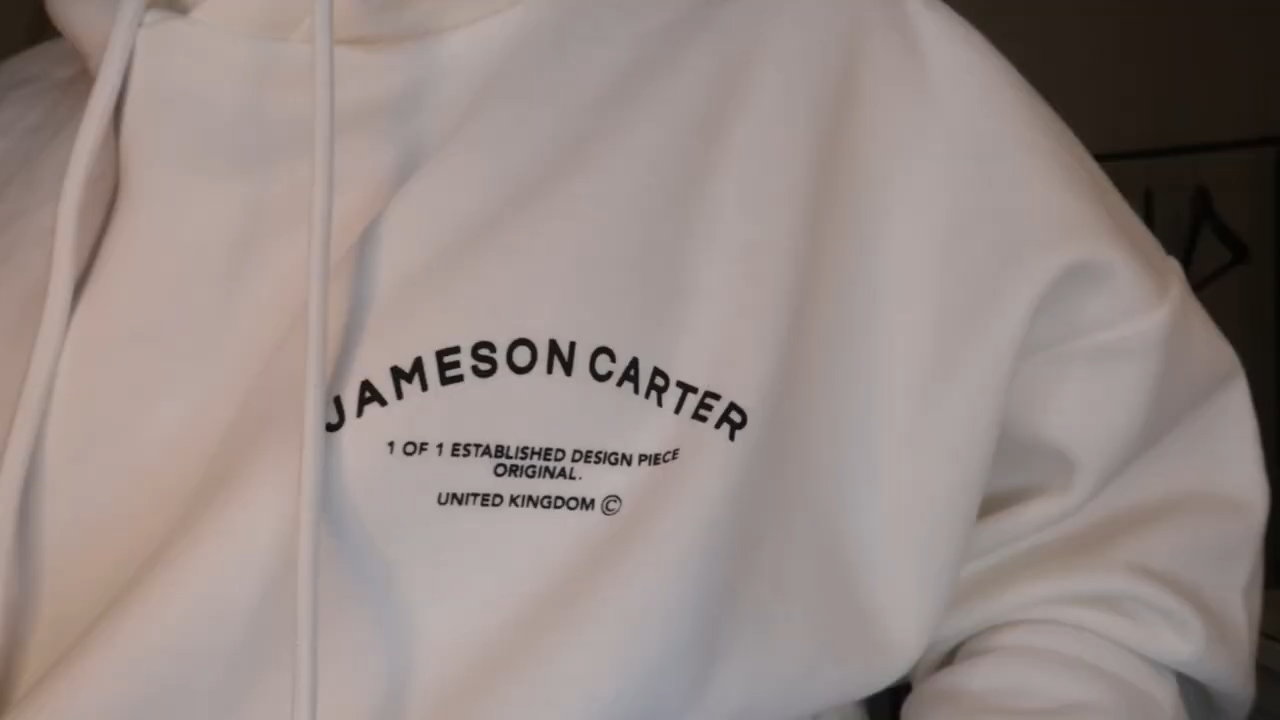 JAMESON CARTER
1 OF 1 ESTABLISHED DESIGN PIECE
ORIGINAL.
UNITED KINGDOM ©